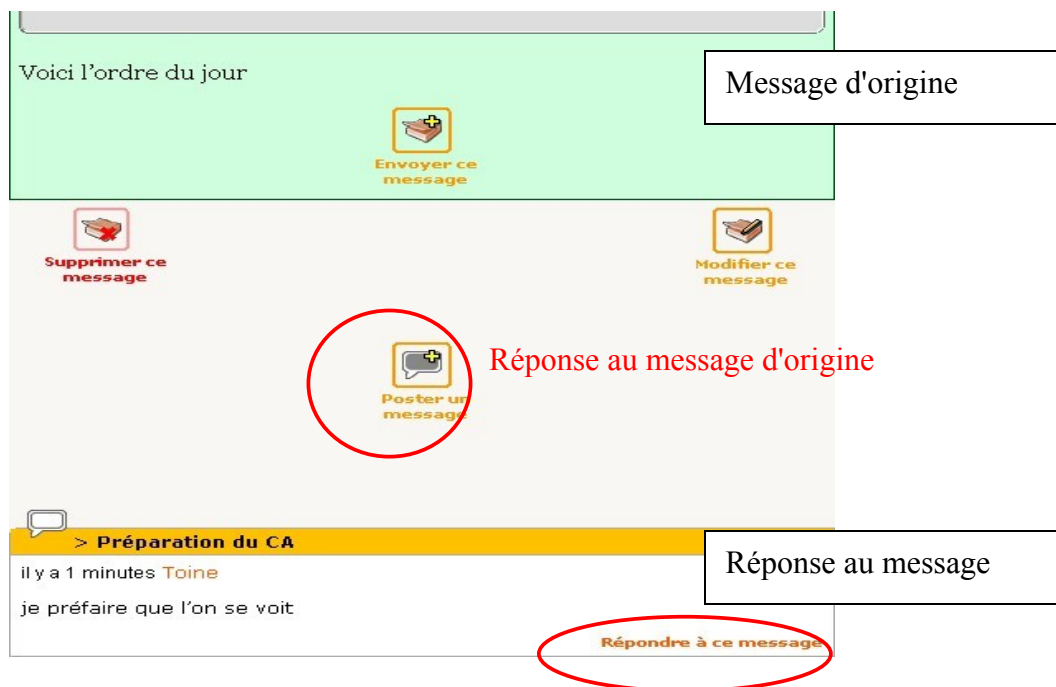 Voici l'ordre du jour
Message d'origine
Envoyer ce
message
Supprimer ce
message
Modifier ce
message
Réponse au message d'origine
Poster un
message
> Préparation du CA
il y a 1 minutes Toine
Réponse au message
je préfaire que l'on se voit
Répondre à ce message